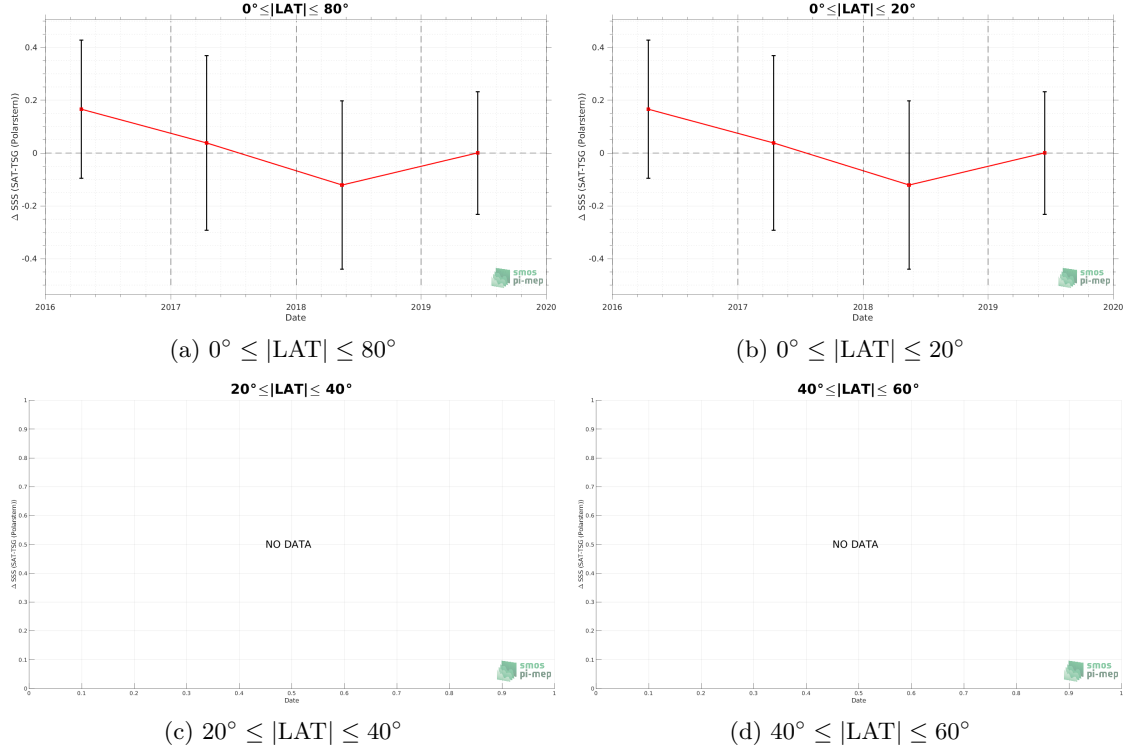 0°≤|LAT|≤ 80°
Δ SSS (SAT-TSG (Polarstern))
0.4
0.2
0
-0.2
-0.4
2016
2017
2018
2019
2020
Date
smos
pi-mep
(a) 0° ≤ |LAT| ≤ 80°
0°≤|LAT|≤ 20°
Δ SSS (SAT-TSG (Polarstern))
0.4
0.2
0
-0.2
-0.4
2016
2017
2018
2019
2020
Date
smos
pi-mep
(b) 0° ≤ |LAT| ≤ 20°
20°≤|LAT|≤ 40°
Δ SSS (SAT-TSG (Polarstern))
1
0.9
0.8
0.7
0.6
0.5
0.4
0.3
0.2
0.1
0
NO DATA
0
0.1
0.2
0.3
0.4
0.5
0.6
0.7
0.8
0.9
1
Date
smos
pi-mep
(c) 20° ≤ |LAT| ≤ 40°
40°≤|LAT|≤ 60°
Δ SSS (SAT-TSG (Polarstern))
1
0.9
0.8
0.7
0.6
0.5
0.4
0.3
0.2
0.1
0
NO DATA
0
0.1
0.2
0.3
0.4
0.5
0.6
0.7
0.8
0.9
1
Date
smos
pi-mep
(d) 40° ≤ |LAT| ≤ 60°